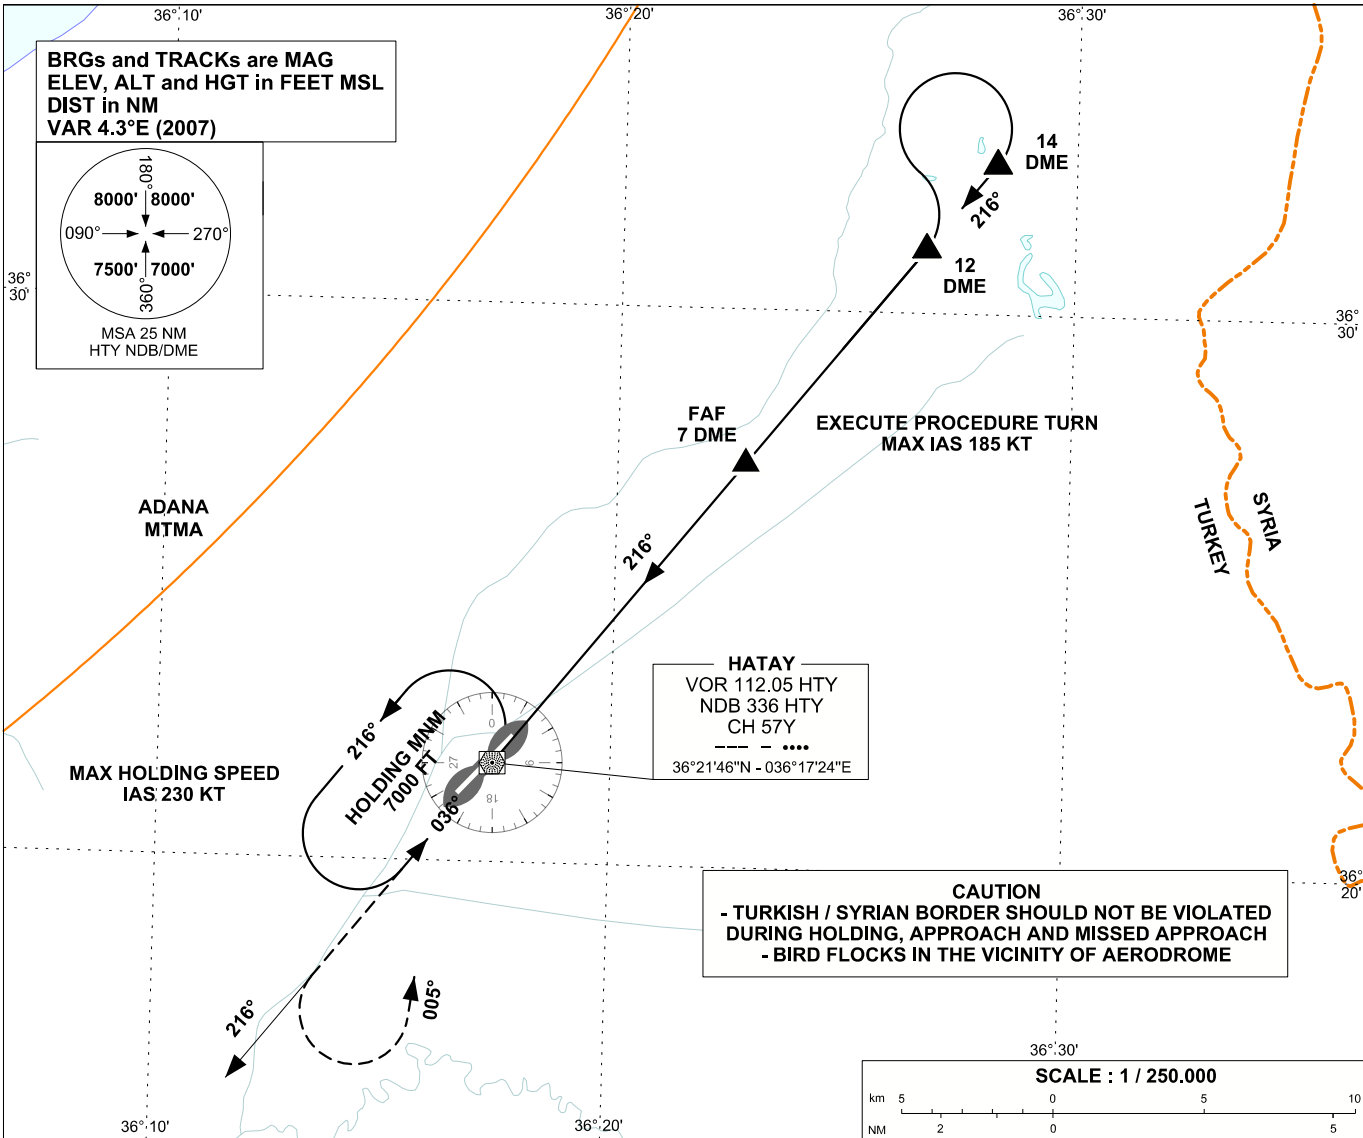 36° 10'
36° 20'
36° 30'
BRGs and TRACKs are MAG
ELEV, ALT and HGT in FEET MSL
DIST in NM
VAR 4.3°E (2007)
180°
8000' 8000'
090° 270°
7500' 7000'
360°
MSA 25 NM
HTY NDB/DME
36°
30'
14
DME
216°
12
DME
36°
30'
FAF
7 DME
EXECUTE PROCEDURE TURN
MAX IAS 185 KT
ADANA
MTMA
SYRIA
TURKEY
216°
HATAY
VOR 112.05 HTY
NDB 336 HTY
CH 57Y
36°21'46"N - 036°17'24"E
216°
HOLDING MNM
7000 FT
0
9
18
27
MAX HOLDING SPEED
IAS 230 KT
036°
36°
20'
CAUTION
- TURKISH / SYRIAN BORDER SHOULD NOT BE VIOLATED
DURING HOLDING, APPROACH AND MISSED APPROACH
- BIRD FLOCKS IN THE VICINITY OF AERODROME
216°
005°
36° 30'
SCALE : 1 / 250.000
km 5 0 5 10
NM 2 0 5
36° 10'
36° 20'